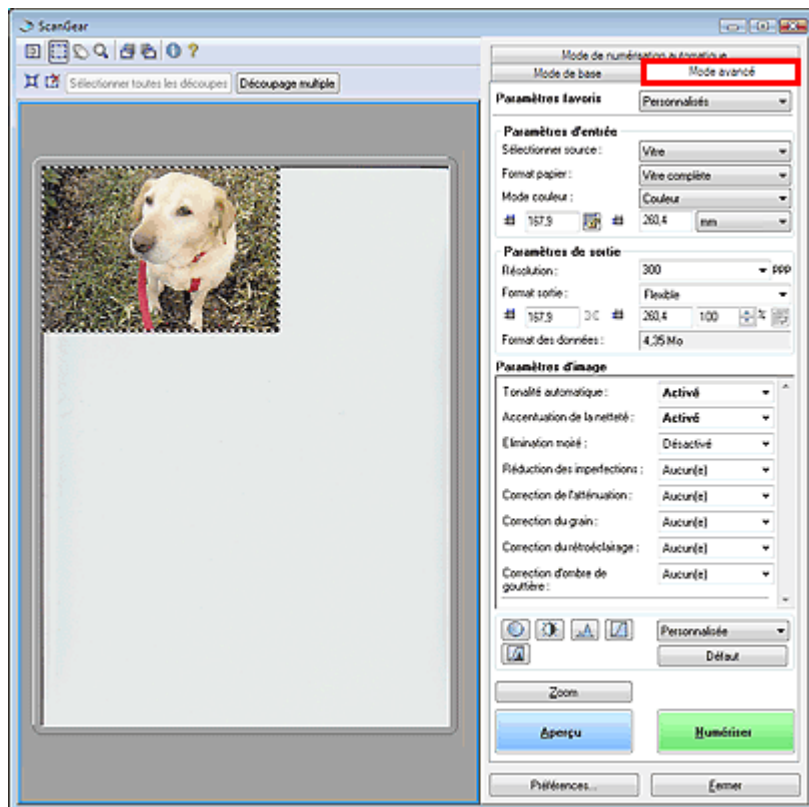 ScanGear
Mode de numérisation automatique
Mode de base
Mode avancé
Sélectionner toutes les découpes
Découpage multiple
Paramètres favoris
Personnalisés
Paramètres d'entrée
Sélectionner source :
Vitre
Format papier :
Vitre complète
Mode couleur :
Couleur
167,9
260,4
mm
Paramètres de sortie
Résolution :
300
PPP
Format sortie :
Flexible
167,9
260,4
100
%
Format des données :
4,35 Mo
Paramètres d'image
Tonalité automatique :
Activé
Accentuation de la netteté :
Activé
Elimination moiré :
Désactivé
Réduction des imperfections :
Aucun(e)
Correction de l'atténuation :
Aucun(e)
Correction du grain :
Aucun(e)
Correction du rétroéclairage :
Aucun(e)
Correction d'ombre de
gouttière :
Aucun(e)
Personnalisée
Défaut
Zoom
Aperçu
Numériser
Préférences...
Fermer